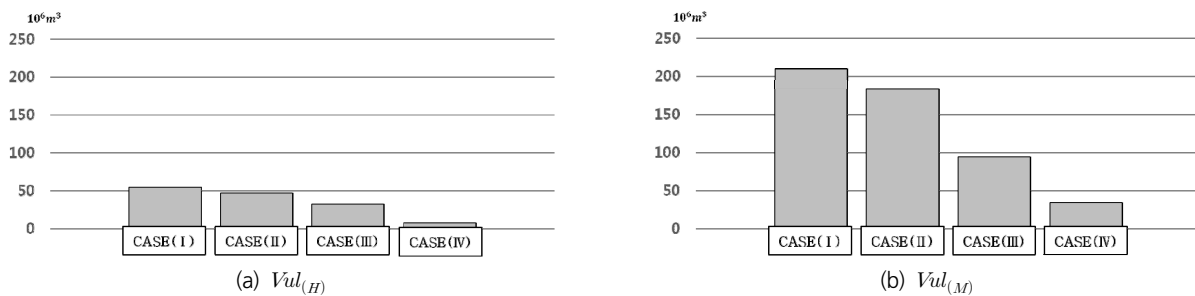 10⁶m³
250
200
150
100
50
0
CASE(Ⅰ) CASE(Ⅱ) CASE(Ⅲ) CASE(Ⅳ)
(a) Vul(H)
10⁶m³
250
200
150
100
50
0
CASE(Ⅰ) CASE(Ⅱ) CASE(Ⅲ) CASE(Ⅳ)
(b) Vul(M)